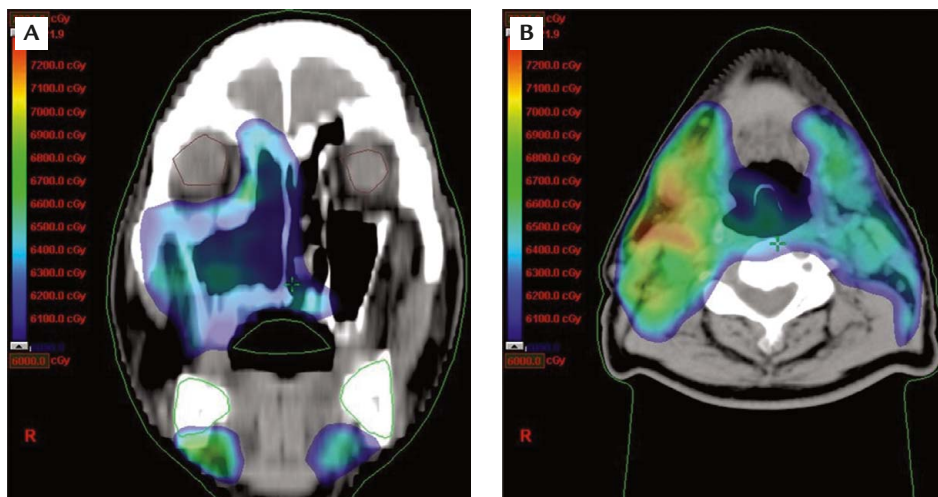 A
7200.0 cGy
7100.0 cGy
7000.0 cGy
6900.0 cGy
6800.0 cGy
6700.0 cGy
6600.0 cGy
6500.0 cGy
6400.0 cGy
6300.0 cGy
6200.0 cGy
6100.0 cGy
6000.0 cGy
R
B
7200.0 cGy
7100.0 cGy
7000.0 cGy
6900.0 cGy
6800.0 cGy
6700.0 cGy
6600.0 cGy
6500.0 cGy
6400.0 cGy
6300.0 cGy
6200.0 cGy
6100.0 cGy
6000.0 cGy
R